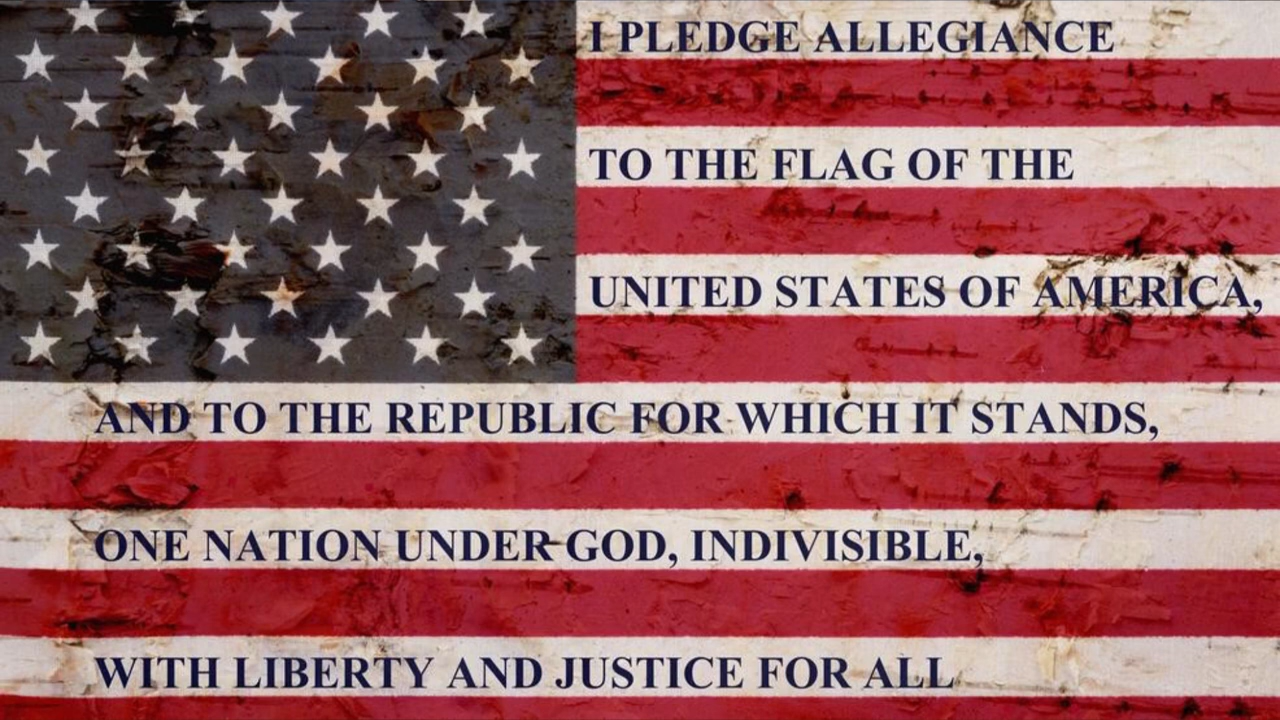 I PLEDGE ALLEGIANCE
TO THE FLAG OF THE
UNITED STATES OF AMERICA,
AND TO THE REPUBLIC FOR WHICH IT STANDS,
ONE NATION UNDER GOD, INDIVISIBLE,
WITH LIBERTY AND JUSTICE FOR ALL